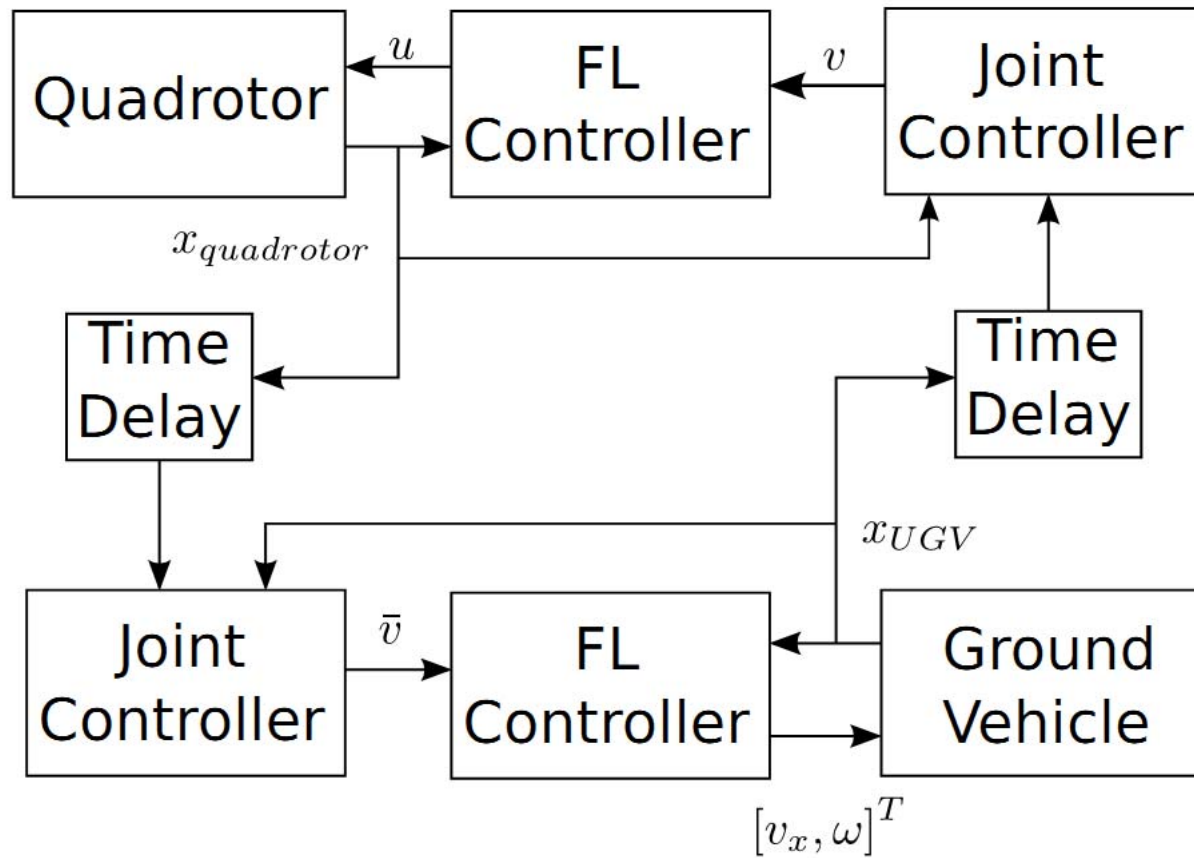 Quadrotor
u
FL
Controller
v
Joint
Controller
x_{quadrotor}
Time
Delay
Time
Delay
x_{UGV}
Joint
Controller
v̄
FL
Controller
Ground
Vehicle
[v_x, ω]^T